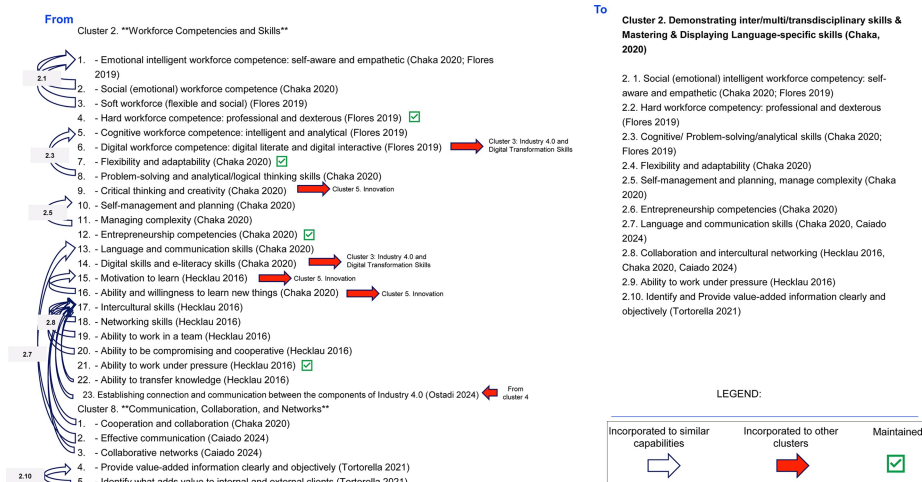 From
Cluster 2. **Workforce Competencies and Skills**
1. - Emotional intelligent workforce competence: self-aware and empathetic (Chaka 2020; Flores
2019)
2. - Social (emotional) workforce competence (Chaka 2020)
3. - Soft workforce (flexible and social) (Flores 2019)
4. - Hard workforce competence: professional and dexterous (Flores 2019)
5. - Cognitive workforce competence: intelligent and analytical (Flores 2019)
6. - Digital workforce competence: digital literate and digital interactive (Flores 2019)
Cluster 3: Industry 4.0 and
Digital Transformation Skills
7. - Flexibility and adaptability (Chaka 2020)
8. - Problem-solving and analytical/logical thinking skills (Chaka 2020)
9. - Critical thinking and creativity (Chaka 2020)
Cluster 5. Innovation
10. - Self-management and planning (Chaka 2020)
11. - Managing complexity (Chaka 2020)
12. - Entrepreneurship competencies (Chaka 2020)
13. - Language and communication skills (Chaka 2020)
14. - Digital skills and e-literacy skills (Chaka 2020)
Cluster 3: Industry 4.0 and
Digital Transformation Skills
15. - Motivation to learn (Hecklau 2016)
Cluster 5. Innovation
16. - Ability and willingness to learn new things (Chaka 2020)
Cluster 5. Innovation
17. - Intercultural skills (Hecklau 2016)
18. - Networking skills (Hecklau 2016)
19. - Ability to work in a team (Hecklau 2016)
20. - Ability to be compromising and cooperative (Hecklau 2016)
21. - Ability to work under pressure (Hecklau 2016)
22. - Ability to transfer knowledge (Hecklau 2016)
23. Establishing connection and communication between the components of Industry 4.0 (Ostadi 2024)
From
cluster 4
Cluster 8. **Communication, Collaboration, and Networks**
1. - Cooperation and collaboration (Chaka 2020)
2. - Effective communication (Caiado 2024)
3. - Collaborative networks (Caiado 2024)
4. - Provide value-added information clearly and objectively (Tortorella 2021)
5. - Identify what adds value to internal and external clients (Tortorella 2021)
2.1
2.3
2.5
2.8
2.7
2.10
To
Cluster 2. Demonstrating inter/multi/transdisciplinary skills &
Mastering & Displaying Language-specific skills (Chaka,
2020)
2. 1. Social (emotional) intelligent workforce competency: self-
aware and empathetic (Chaka 2020; Flores 2019)
2.2. Hard workforce competency: professional and dexterous
(Flores 2019)
2.3. Cognitive/ Problem-solving/analytical skills (Chaka 2020;
Flores 2019)
2.4. Flexibility and adaptability (Chaka 2020)
2.5. Self-management and planning, manage complexity (Chaka
2020)
2.6. Entrepreneurship competencies (Chaka 2020)
2.7. Language and communication skills (Chaka 2020, Caiado
2024)
2.8. Collaboration and intercultural networking (Hecklau 2016,
Chaka 2020, Caiado 2024)
2.9. Ability to work under pressure (Hecklau 2016)
2.10. Identify and Provide value-added information clearly and
objectively (Tortorella 2021)
LEGEND:
Incorporated to similar
capabilities
Incorporated to other
clusters
Maintained